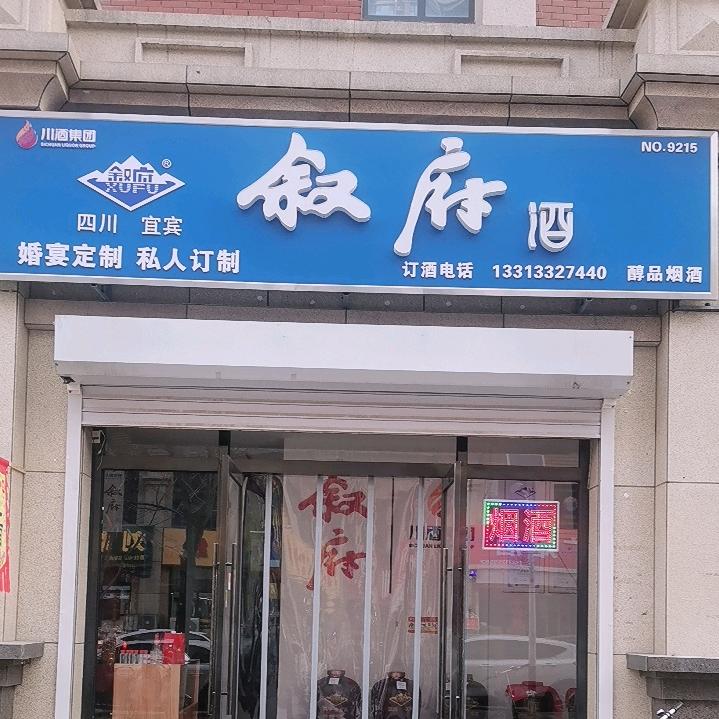 川酒集团
SICHUAN LIQUOR GROUP
NO.9215
叙府
XUFU
®
四川 宜宾
婚宴定制 私人订制
叙府酒
订酒电话 13313327440 醇品烟酒
叙府
川酒集团
烟酒